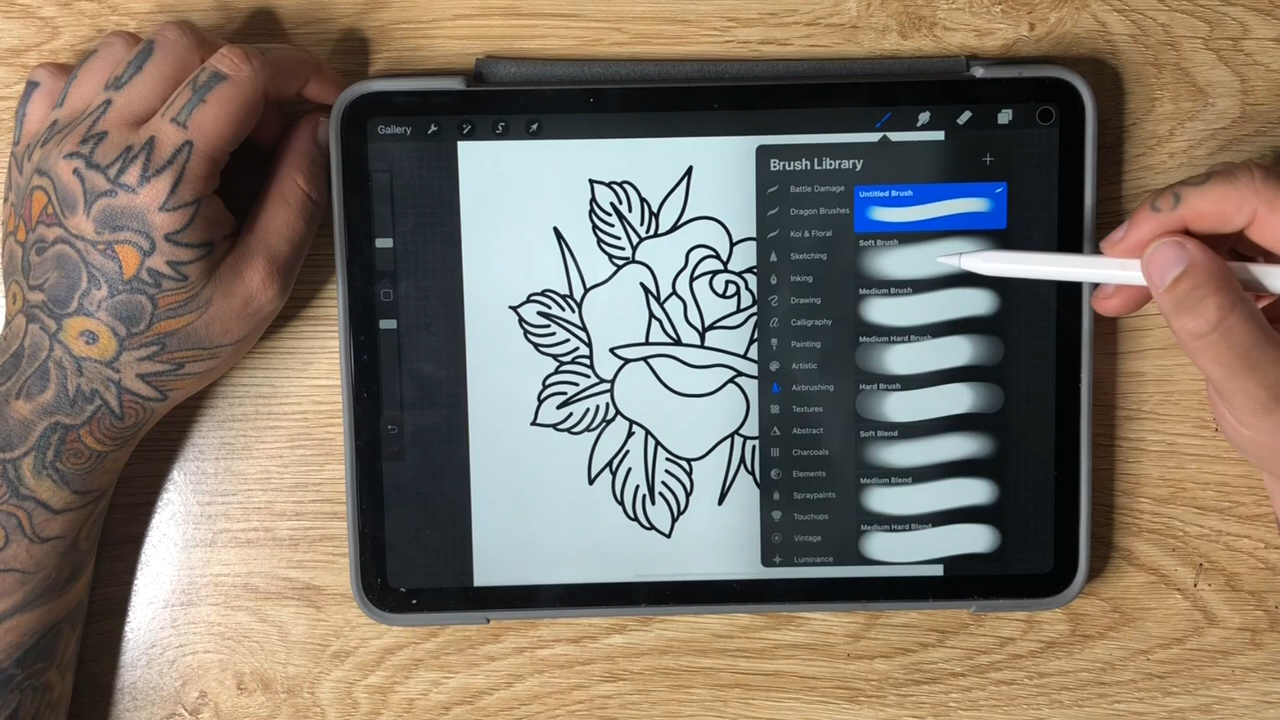 Gallery
Brush Library
Battle Damage
Dragon Brushes
Koi & Floral
Sketching
Inking
Drawing
Calligraphy
Painting
Artistic
Airbrushing
Textures
Abstract
Charcoals
Elements
Spraypaints
Touchups
Vintage
Luminance
Untitled Brush
Soft Brush
Medium Brush
Medium Hard Brush
Hard Brush
Soft Blend
Medium Blend
Medium Hard Blend